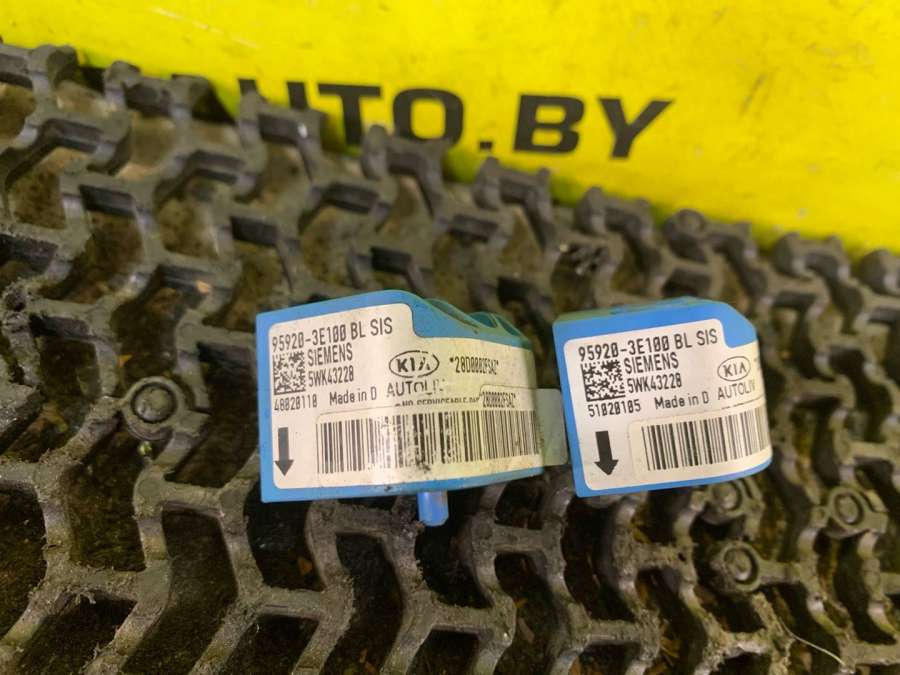 UTO.BY
95920-3E100 BL SIS
SIEMENS
5WK43228
KIA
48020110
Made in D
AUTOLIV
95920-3E100 BL SIS
SIEMENS
5WK43228
KIA
51020105
Made in D
AUTOLIV